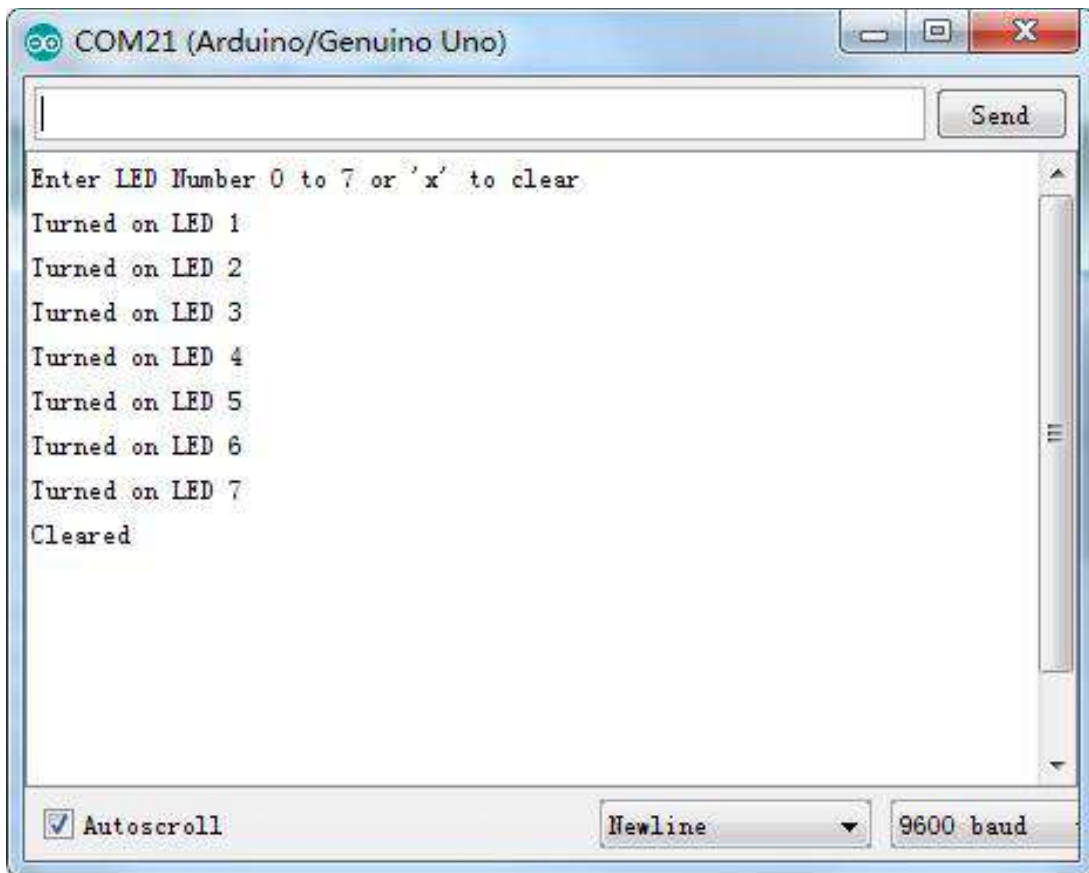 COM21 (Arduino/Genuino Uno)
Send
Enter LED Number 0 to 7 or 'x' to clear
Turned on LED 1
Turned on LED 2
Turned on LED 3
Turned on LED 4
Turned on LED 5
Turned on LED 6
Turned on LED 7
Cleared
Autoscroll Newline 9600 baud